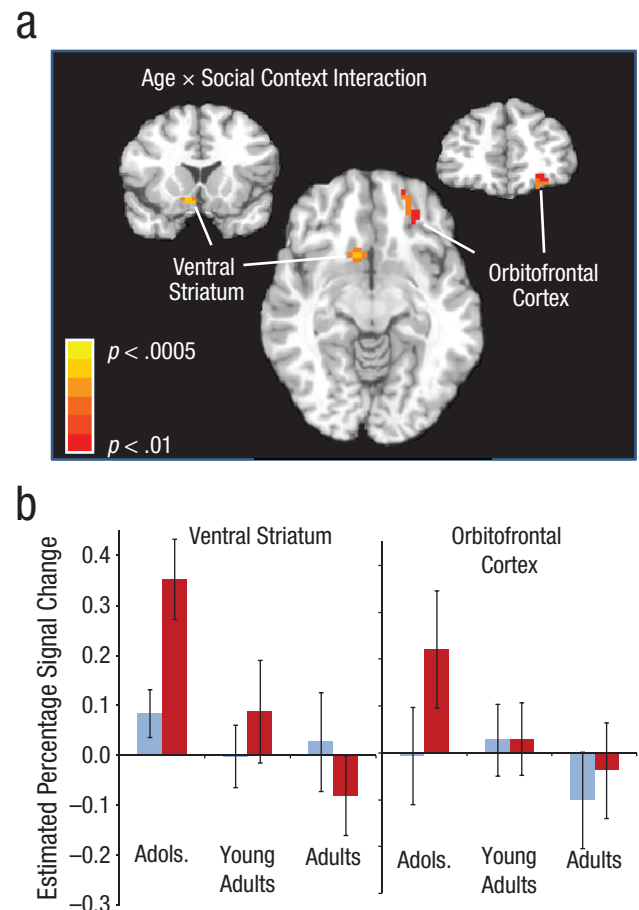 a
Age × Social Context Interaction
Ventral
Striatum
Orbitofrontal
Cortex
p < .0005
p < .01
b
Estimated Percentage Signal Change
Ventral Striatum
Orbitofrontal
Cortex
0.4
0.3
0.2
0.1
0.0
–0.1
–0.2
–0.3
Adols.
Young
Adults
Adults
Adols.
Young
Adults
Adults